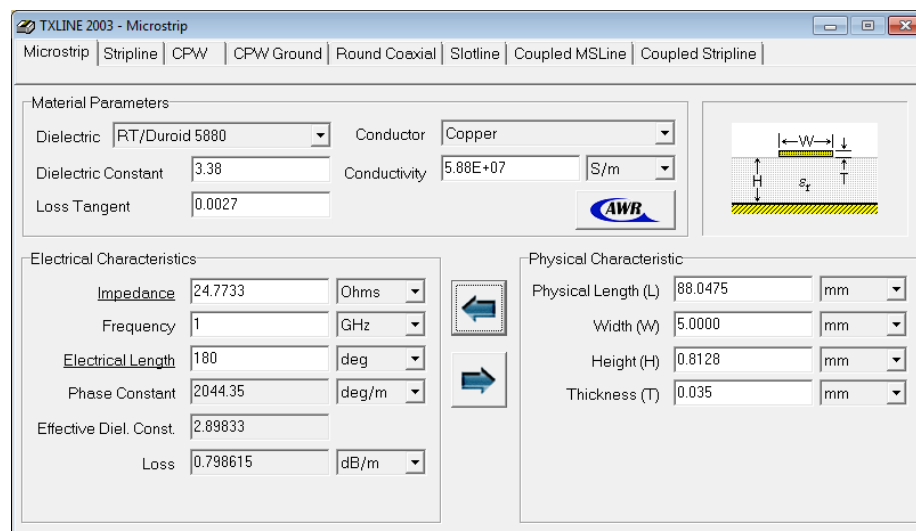 TXLINE 2003 - Microstrip
Microstrip Stripline CPW CPW Ground Round Coaxial Slotline Coupled MSLine Coupled Stripline
Material Parameters
Dielectric RT/Duroid 5880 Conductor Copper
Dielectric Constant 3.38 Conductivity 5.88E+07 S/m
Loss Tangent 0.0027 AWR
W
H εr T
Electrical Characteristics
Impedance 24.7733 Ohms
Frequency 1 GHz
Electrical Length 180 deg
Phase Constant 2044.35 deg/m
Effective Diel. Const. 2.89833
Loss 0.798615 dB/m
Physical Characteristic
Physical Length (L) 88.0475 mm
Width (W) 5.0000 mm
Height (H) 0.8128 mm
Thickness (T) 0.035 mm